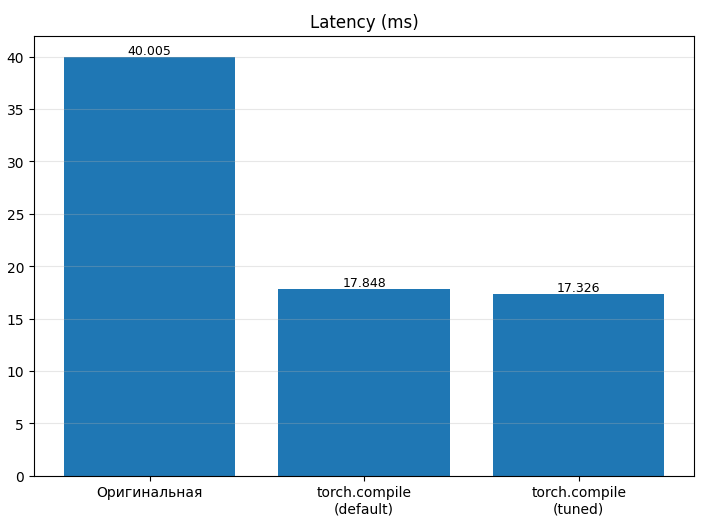 Latency (ms)
40
35
30
25
20
15
10
5
0
40.005
17.848
17.326
Оригинальная
torch.compile
(default)
torch.compile
(tuned)